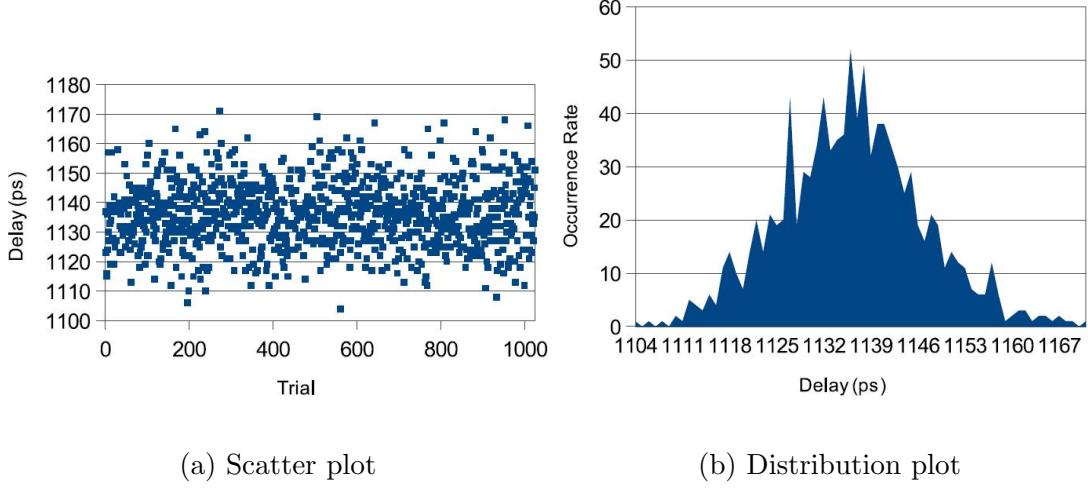 1180
1170
1160
1150
1140
1130
1120
1110
1100
Delay (ps)
0 200 400 600 800 1000
Trial
(a) Scatter plot
60
50
40
30
20
10
0
Occurrence Rate
1104 1111 1118 1125 1132 1139 1146 1153 1160 1167
Delay (ps)
(b) Distribution plot